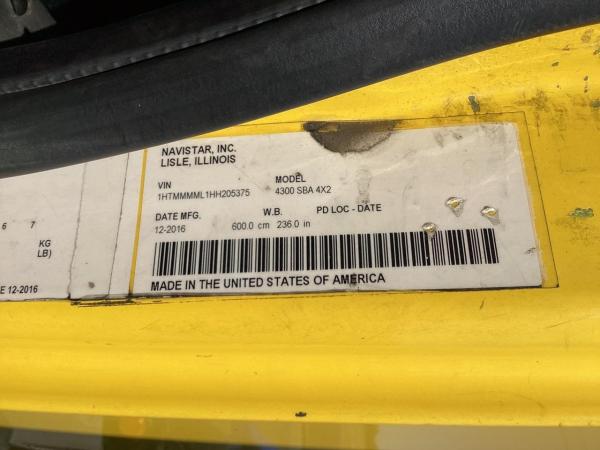 NAVISTAR, INC.
LISLE, ILLINOIS
VIN MODEL
1HTMMMML1HH205375 4300 SBA 4X2
DATE MFG. W.B. PD LOC - DATE
12-2016 600.0 cm 236.0 in
MADE IN THE UNITED STATES OF AMERICA
6 7
KG
LB)
E 12-2016